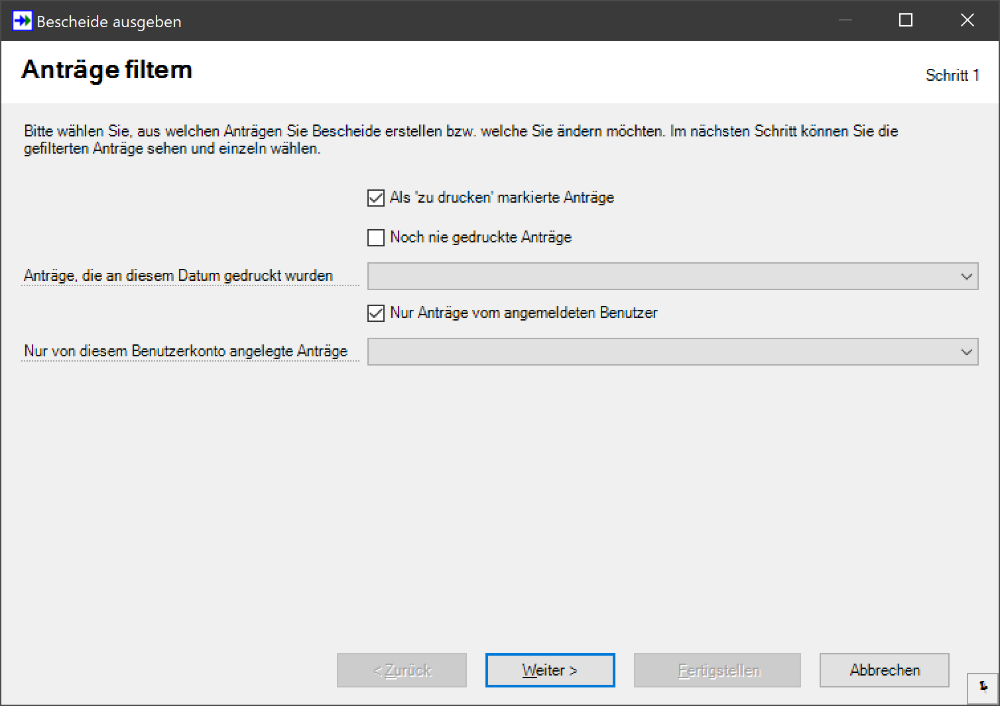 Bescheide ausgeben
Anträge filtern
Schritt 1
Bitte wählen Sie, aus welchen Anträgen Sie Bescheide erstellen bzw. welche Sie ändern möchten. Im nächsten Schritt können Sie die
gefilterten Anträge sehen und einzeln wählen.
Als 'zu drucken' markierte Anträge
Noch nie gedruckte Anträge
Anträge, die an diesem Datum gedruckt wurden
Nur Anträge vom angemeldeten Benutzer
Nur von diesem Benutzerkonto angelegte Anträge
< Zurück
Weiter >
Fertigstellen
Abbrechen